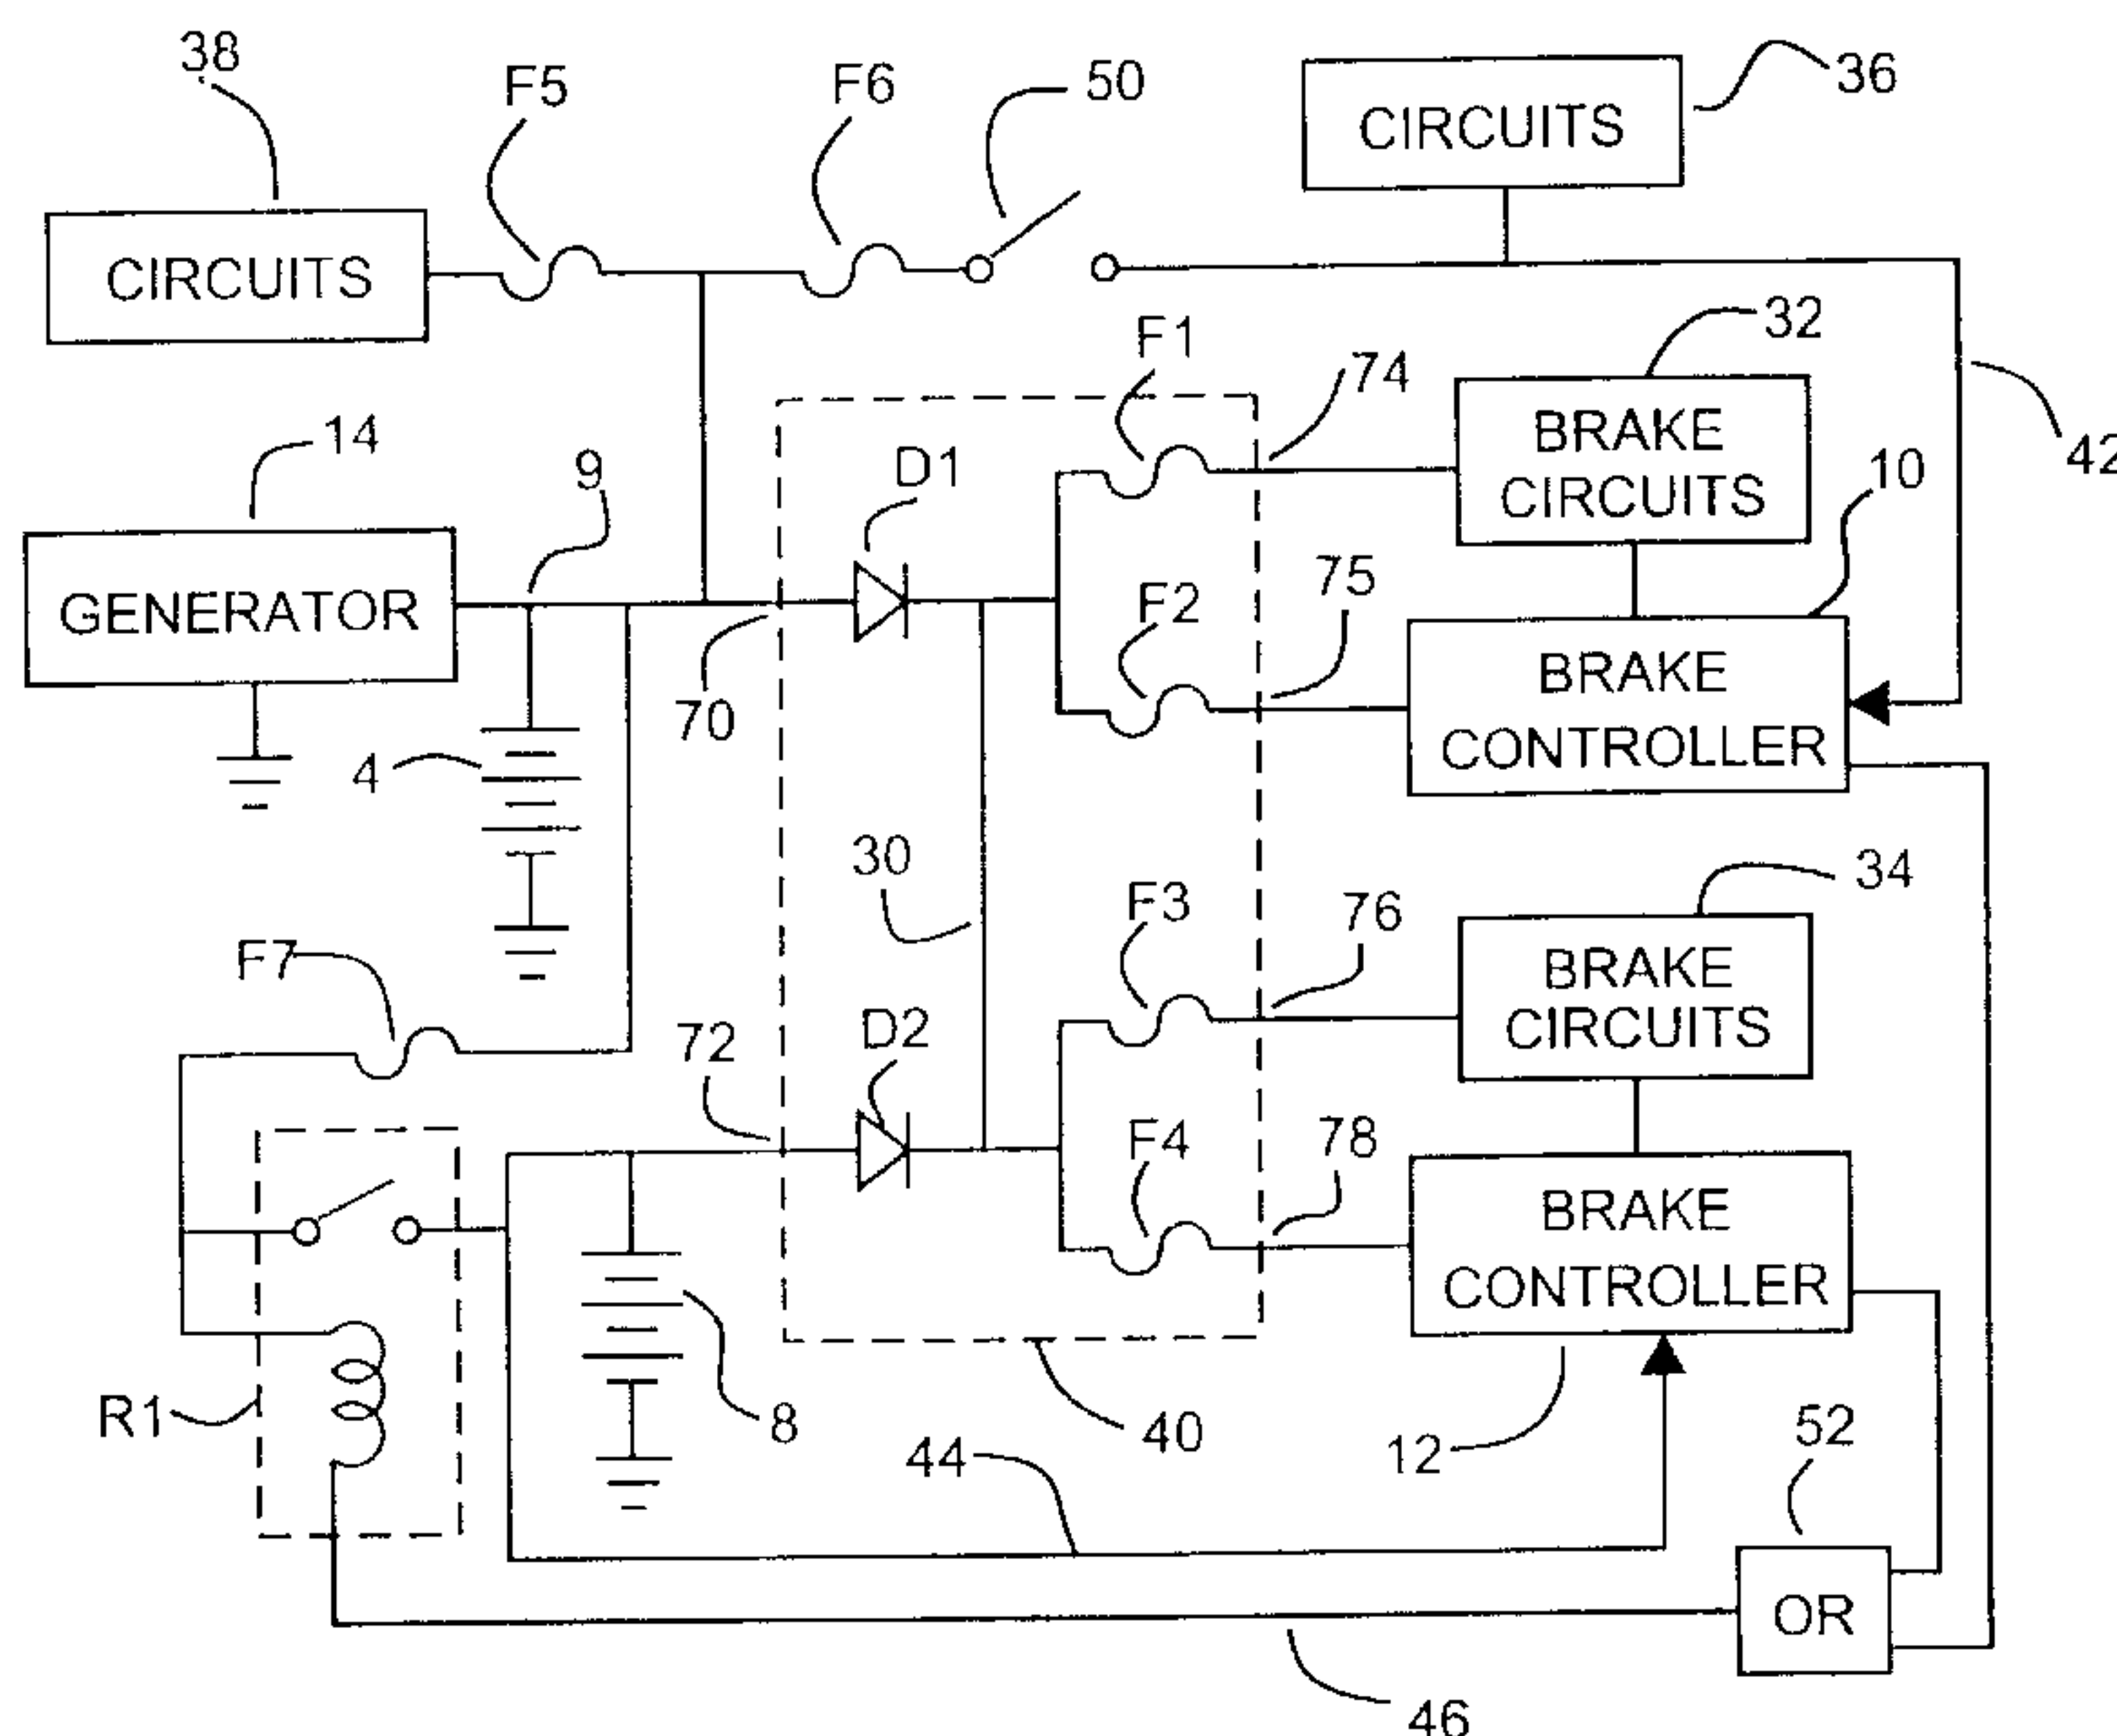 38
F5
F6
50
36
CIRCUITS
CIRCUITS
32
F1
74
BRAKE
CIRCUITS
42
14
9
D1
10
GENERATOR
75
F2
70
BRAKE
CONTROLLER
4
30
34
F3
76
F7
BRAKE
CIRCUITS
72
D2
F4
78
BRAKE
CONTROLLER
R1
8
40
12
52
44
OR
46